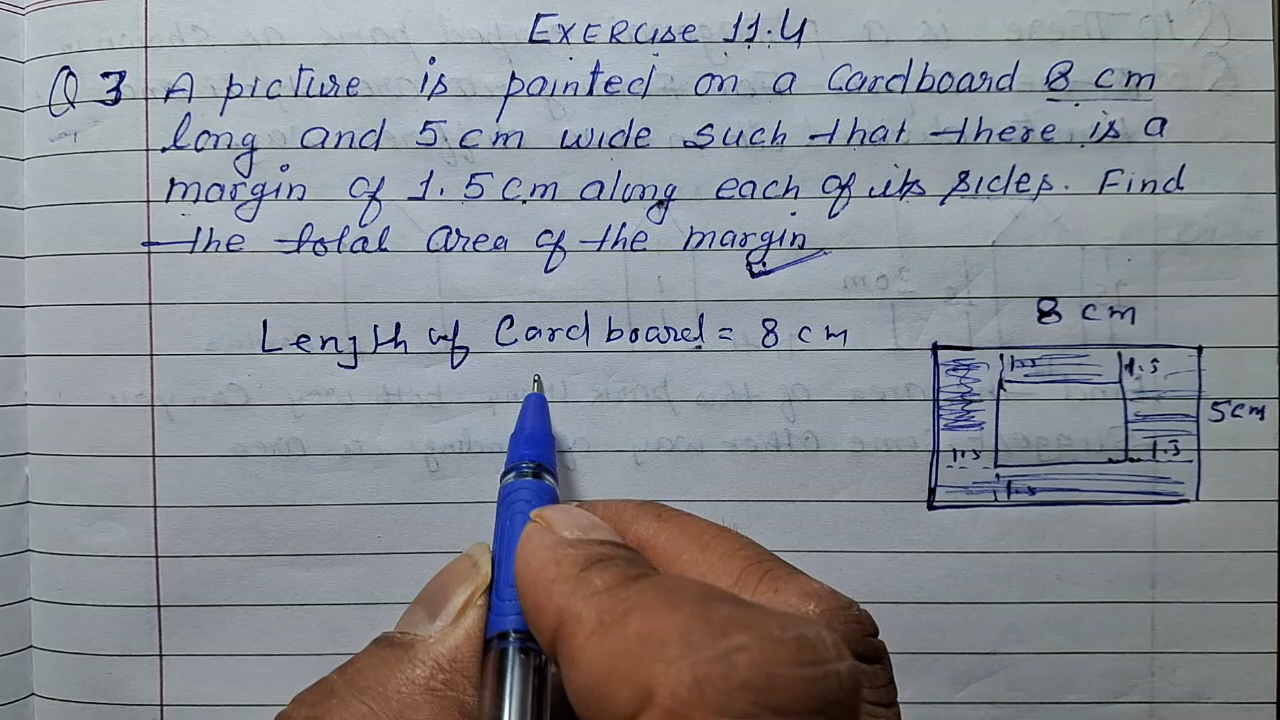 EXERCISE 11.4
Q 3 A picture is painted on a Cardboard 8 cm
long and 5 cm wide such that there is a
margin of 1.5 cm along each of its sides. Find
the total area of the margin
Length of Cardboard = 8 cm
8 cm
1.5 1.5
5cm
1.5 1.5
1.5